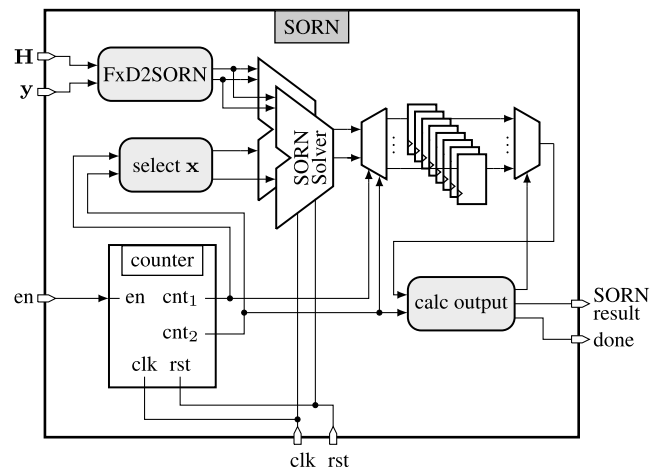 SORN
H
FxD2SORN
y
SORN
Solver
select x
counter
en
en
cnt₁
cnt₂
clk
rst
calc output
SORN
result
done
clk
rst